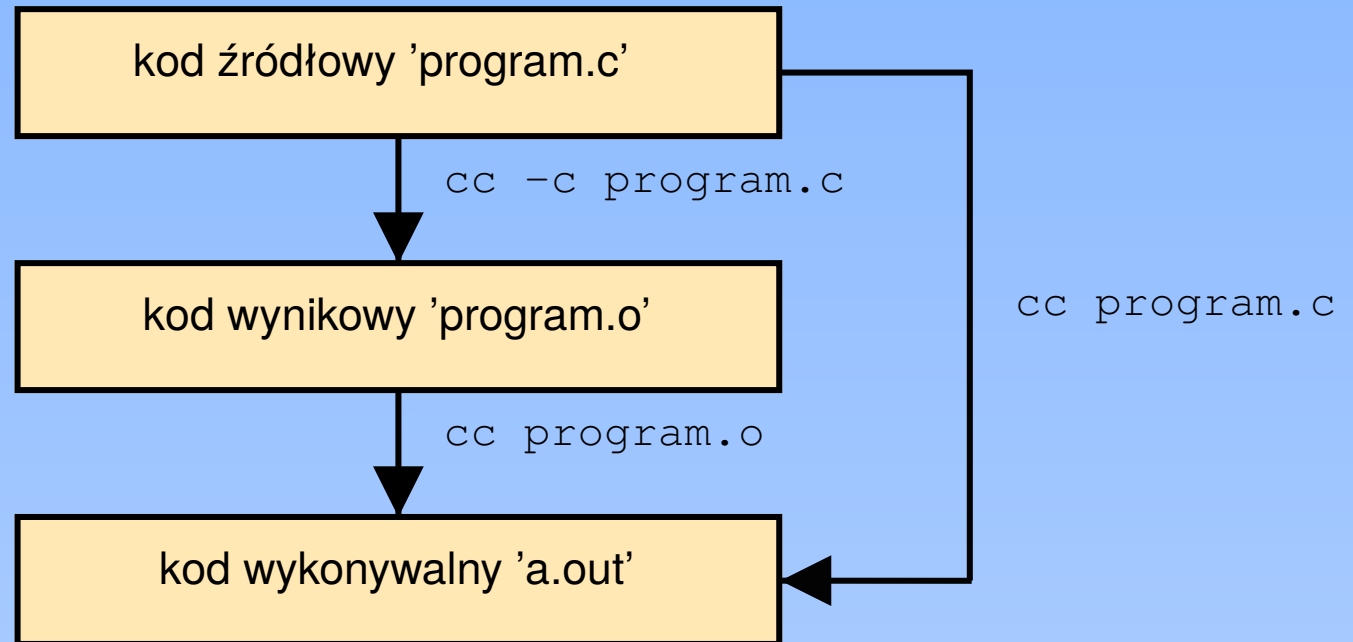 kod źródłowy ’program.c’
cc −c program.c
kod wynikowy ’program.o’
cc program.c
cc program.o
kod wykonywalny ’a.out’